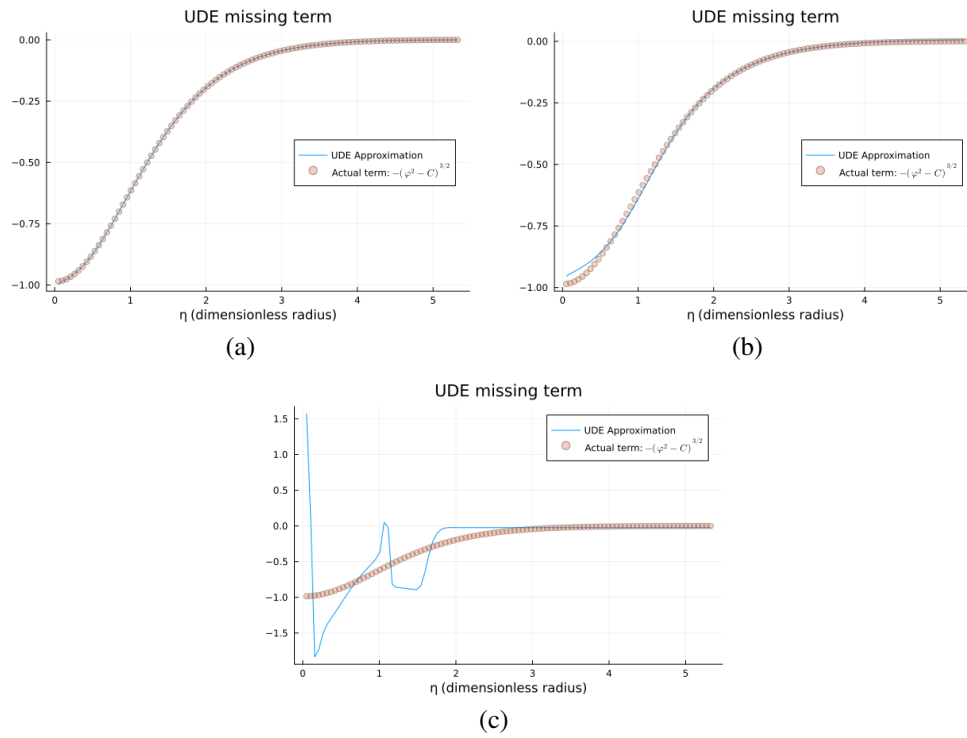 UDE missing term
0.00
−0.25
−0.50
−0.75
−1.00
UDE Approximation
Actual term: −(φ² − C)^{3/2}
0 1 2 3 4 5
η (dimensionless radius)
(a)
UDE missing term
0.00
−0.25
−0.50
−0.75
−1.00
UDE Approximation
Actual term: −(φ² − C)^{3/2}
0 1 2 3 4 5
η (dimensionless radius)
(b)
UDE missing term
1.5
1.0
0.5
0.0
−0.5
−1.0
−1.5
UDE Approximation
Actual term: −(φ² − C)^{3/2}
0 1 2 3 4 5
η (dimensionless radius)
(c)